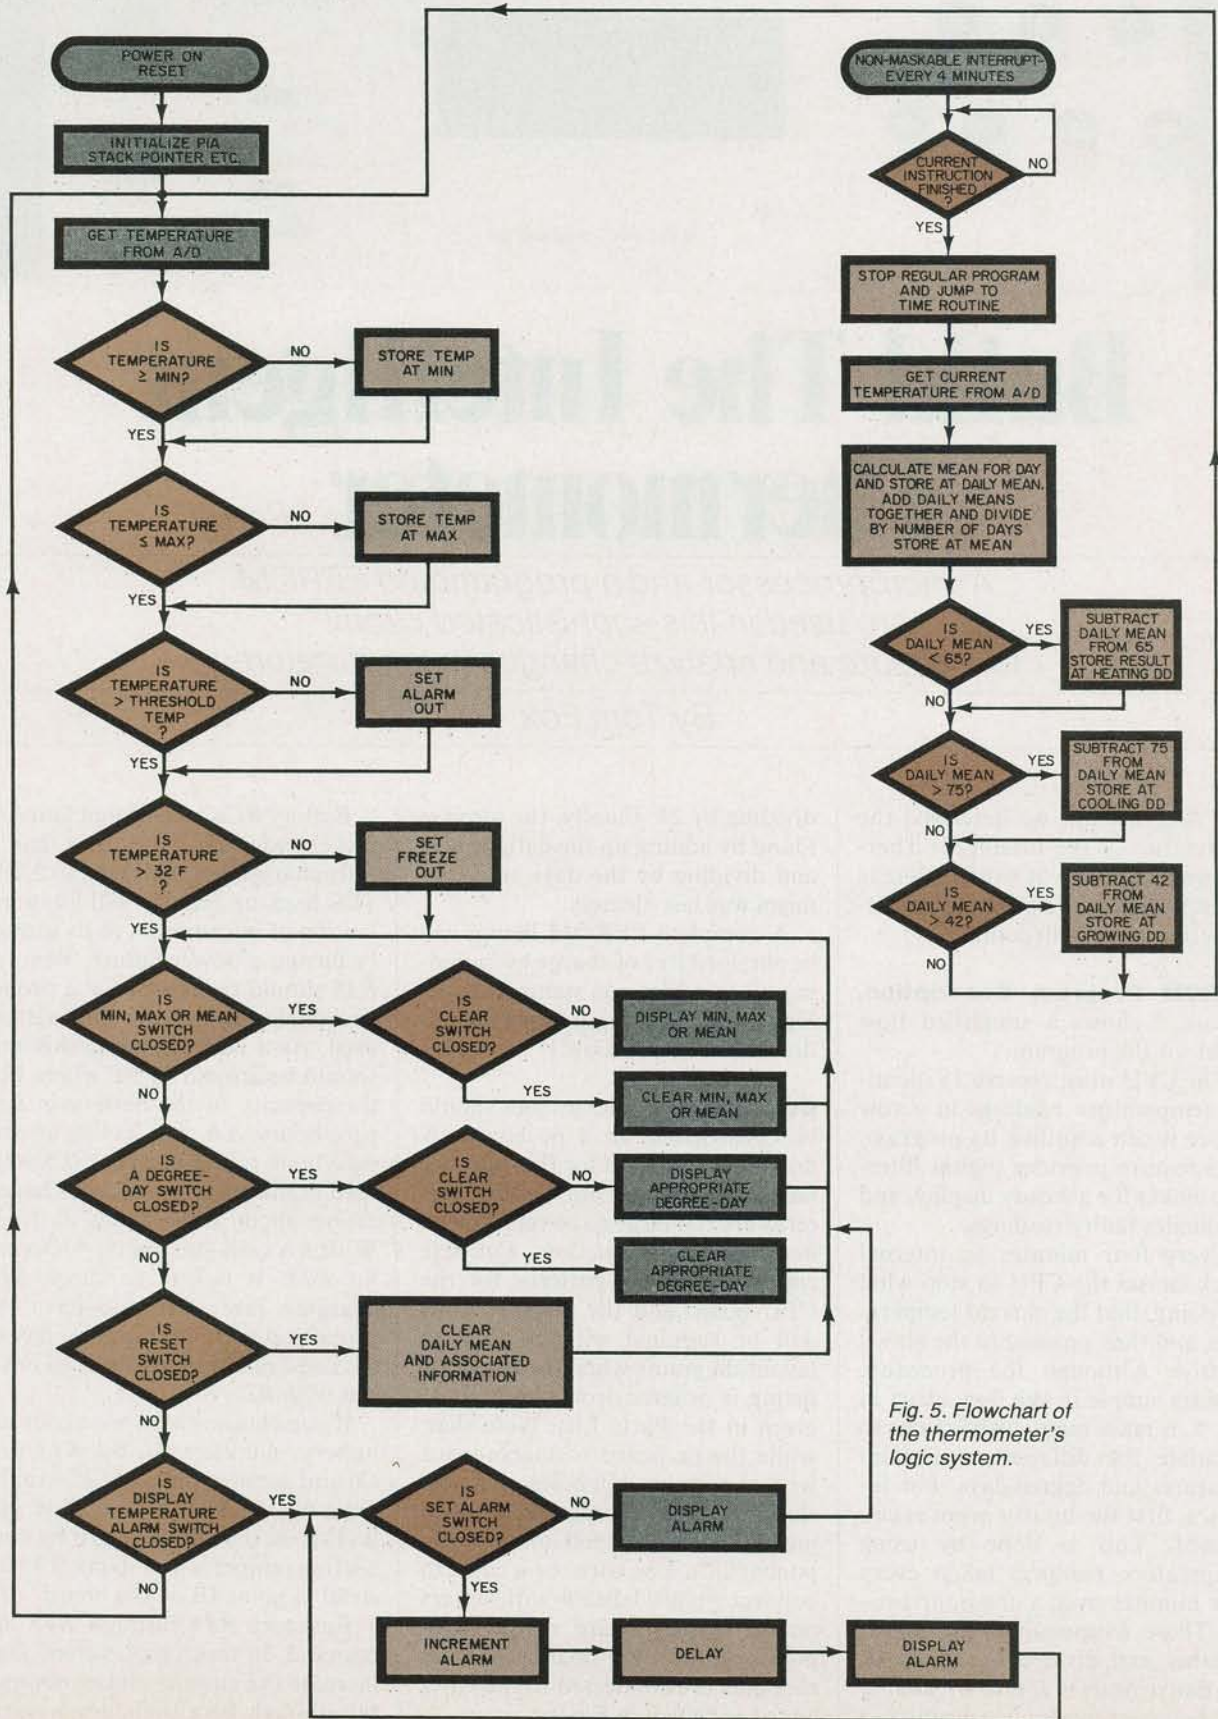 POWER ON
RESET
INITIALIZE PIA
STACK POINTER ETC.
GET TEMPERATURE
FROM A/D
IS
TEMPERATURE
≥ MIN?
NO
STORE TEMP
AT MIN
YES
IS
TEMPERATURE
≤ MAX?
NO
STORE TEMP
AT MAX
YES
IS
TEMPERATURE
> THRESHOLD
TEMP
?
NO
SET
ALARM
OUT
YES
IS
TEMPERATURE
> 32 F
?
NO
SET
FREEZE
OUT
YES
IS
MIN, MAX OR MEAN
SWITCH
CLOSED?
YES
IS
CLEAR
SWITCH
CLOSED?
NO
DISPLAY MIN, MAX
OR MEAN
YES
CLEAR MIN, MAX
OR MEAN
NO
IS
A DEGREE-
DAY SWITCH
CLOSED?
YES
IS
CLEAR
SWITCH
CLOSED?
NO
DISPLAY
APPROPRIATE
DEGREE-DAY
YES
CLEAR
APPROPRIATE
DEGREE-DAY
NO
IS
RESET
SWITCH
CLOSED?
YES
CLEAR
DAILY MEAN
AND ASSOCIATED
INFORMATION
NO
IS
DISPLAY
TEMPERATURE
ALARM SWITCH
CLOSED?
YES
IS
SET ALARM
SWITCH
CLOSED?
NO
DISPLAY
ALARM
NO
YES
INCREMENT
ALARM
DELAY
DISPLAY
ALARM
NON-MASKABLE INTERRUPT-
EVERY 4 MINUTES
CURRENT
INSTRUCTION
FINISHED
?
NO
YES
STOP REGULAR PROGRAM
AND JUMP TO
TIME ROUTINE
GET CURRENT
TEMPERATURE FROM A/D
CALCULATE MEAN FOR DAY
AND STORE AT DAILY MEAN.
ADD DAILY MEANS
TOGETHER AND DIVIDE
BY NUMBER OF DAYS
STORE AT MEAN
IS
DAILY MEAN
< 65?
YES
SUBTRACT
DAILY MEAN
FROM 65
STORE RESULT
AT HEATING DD
NO
IS
DAILY MEAN
> 75?
YES
SUBTRACT 75
FROM
DAILY MEAN
STORE AT
COOLING DD
NO
IS
DAILY MEAN
> 42?
YES
SUBTRACT 42
FROM
DAILY MEAN
STORE AT
GROWING DD
NO
Fig. 5. Flowchart of
the thermometer's
logic system.